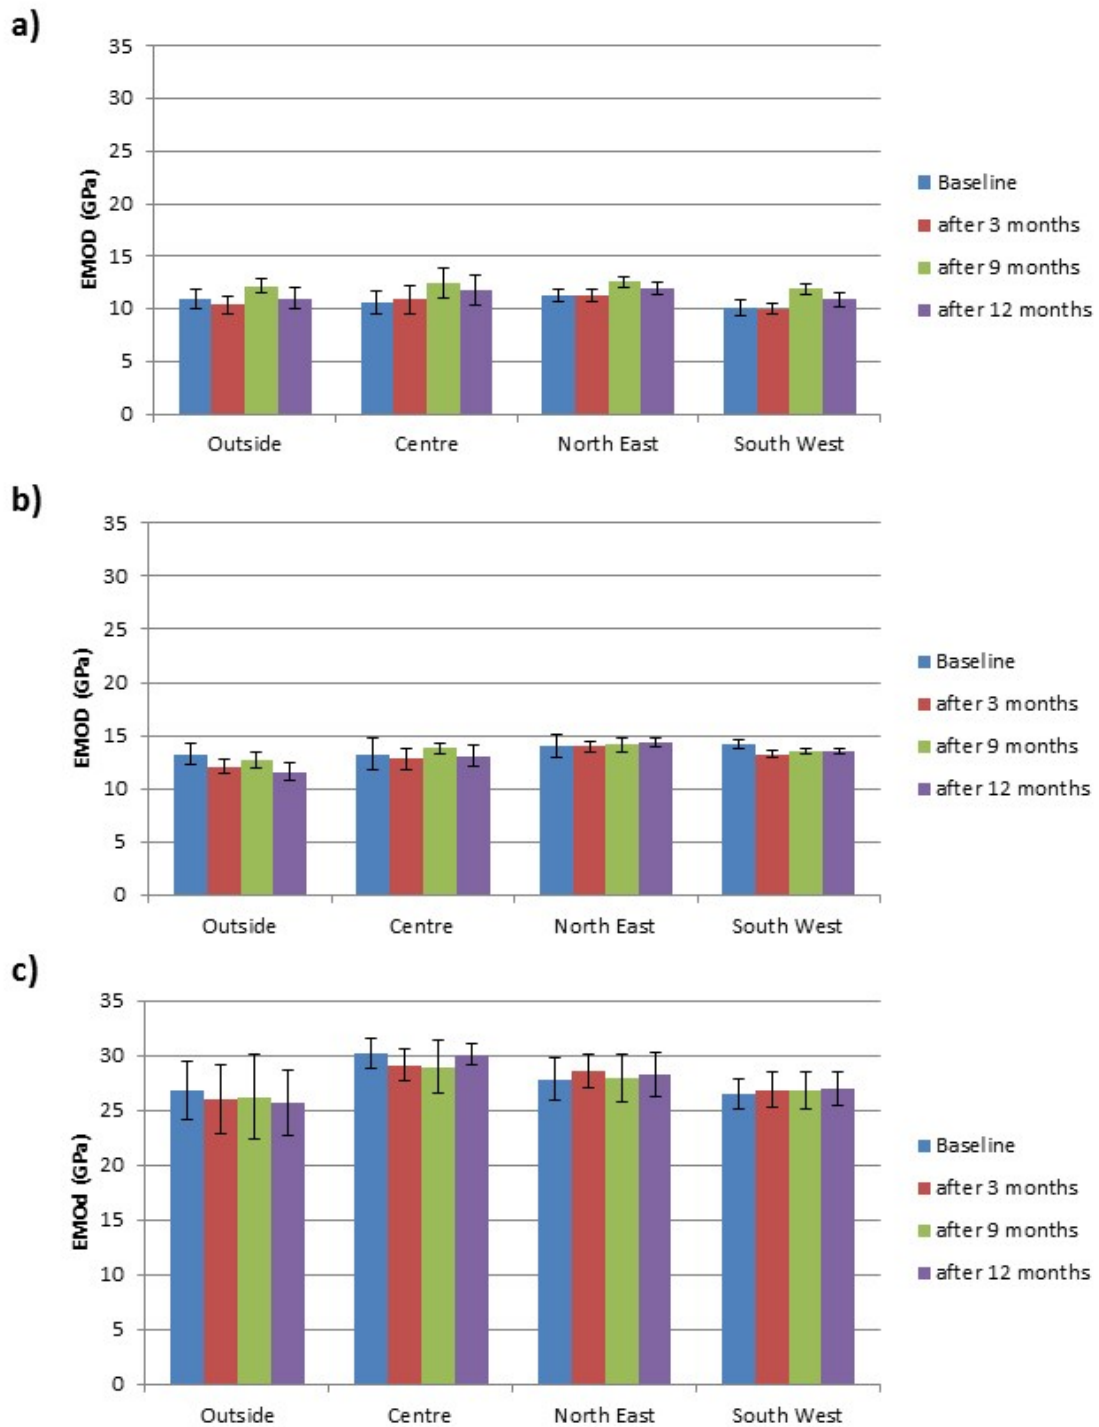 a)
35
30
25
20
15
10
5
0
EMOD (GPa)
Outside Centre North East South West
Baseline
after 3 months
after 9 months
after 12 months
b)
35
30
25
20
15
10
5
0
EMOD (GPa)
Outside Centre North East South West
Baseline
after 3 months
after 9 months
after 12 months
c)
35
30
25
20
15
10
5
0
EMOd (GPa)
Outside Centre North East South West
Baseline
after 3 months
after 9 months
after 12 months